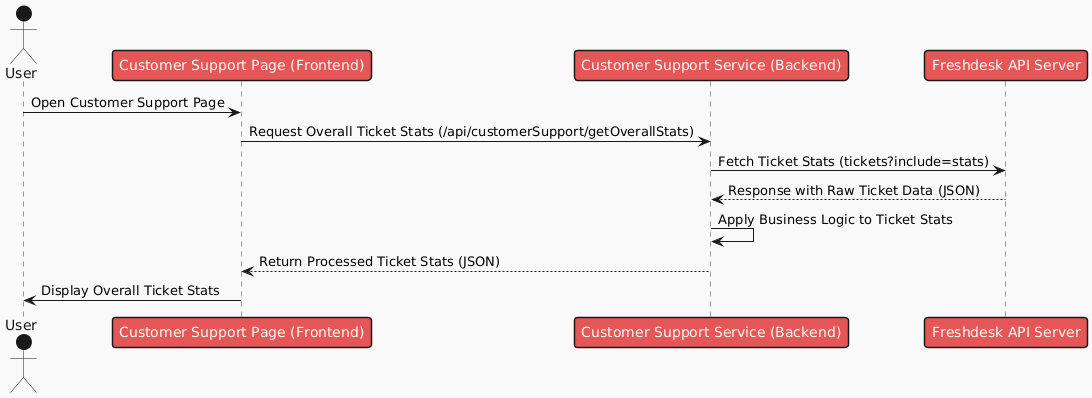 User
Customer Support Page (Frontend)
Customer Support Service (Backend)
Freshdesk API Server
Open Customer Support Page
Request Overall Ticket Stats (/api/customerSupport/getOverallStats)
Fetch Ticket Stats (tickets?include=stats)
Response with Raw Ticket Data (JSON)
Apply Business Logic to Ticket Stats
Return Processed Ticket Stats (JSON)
Display Overall Ticket Stats
User
Customer Support Page (Frontend)
Customer Support Service (Backend)
Freshdesk API Server